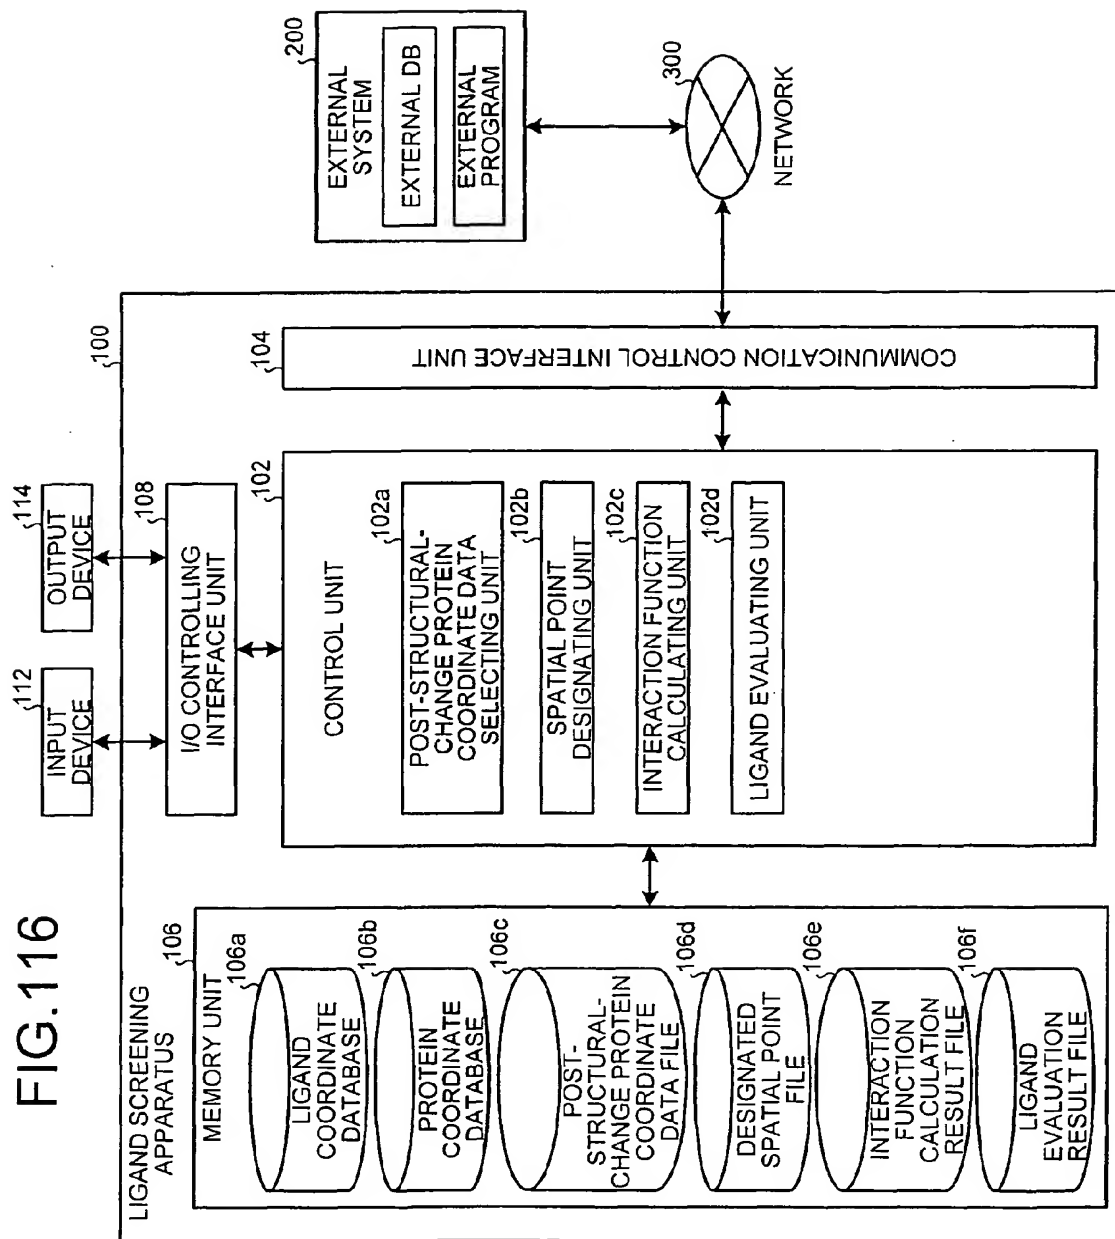 FIG.116
LIGAND SCREENING
APPARATUS
100
106
MEMORY UNIT
106a
LIGAND
COORDINATE
DATABASE
106b
PROTEIN
COORDINATE
DATABASE
106c
POST-
STRUCTURAL-
CHANGE PROTEIN
COORDINATE
DATA FILE
106d
DESIGNATED
SPATIAL POINT
FILE
106e
INTERACTION
FUNCTION
CALCULATION
RESULT FILE
106f
LIGAND
EVALUATION
RESULT FILE
112
INPUT
DEVICE
114
OUTPUT
DEVICE
108
I/O CONTROLLING
INTERFACE UNIT
102
CONTROL UNIT
102a
POST-STRUCTURAL-
CHANGE PROTEIN
COORDINATE DATA
SELECTING UNIT
102b
SPATIAL POINT
DESIGNATING UNIT
102c
INTERACTION FUNCTION
CALCULATING UNIT
102d
LIGAND EVALUATING UNIT
104
COMMUNICATION CONTROL INTERFACE UNIT
200
EXTERNAL
SYSTEM
EXTERNAL DB
EXTERNAL
PROGRAM
300
NETWORK